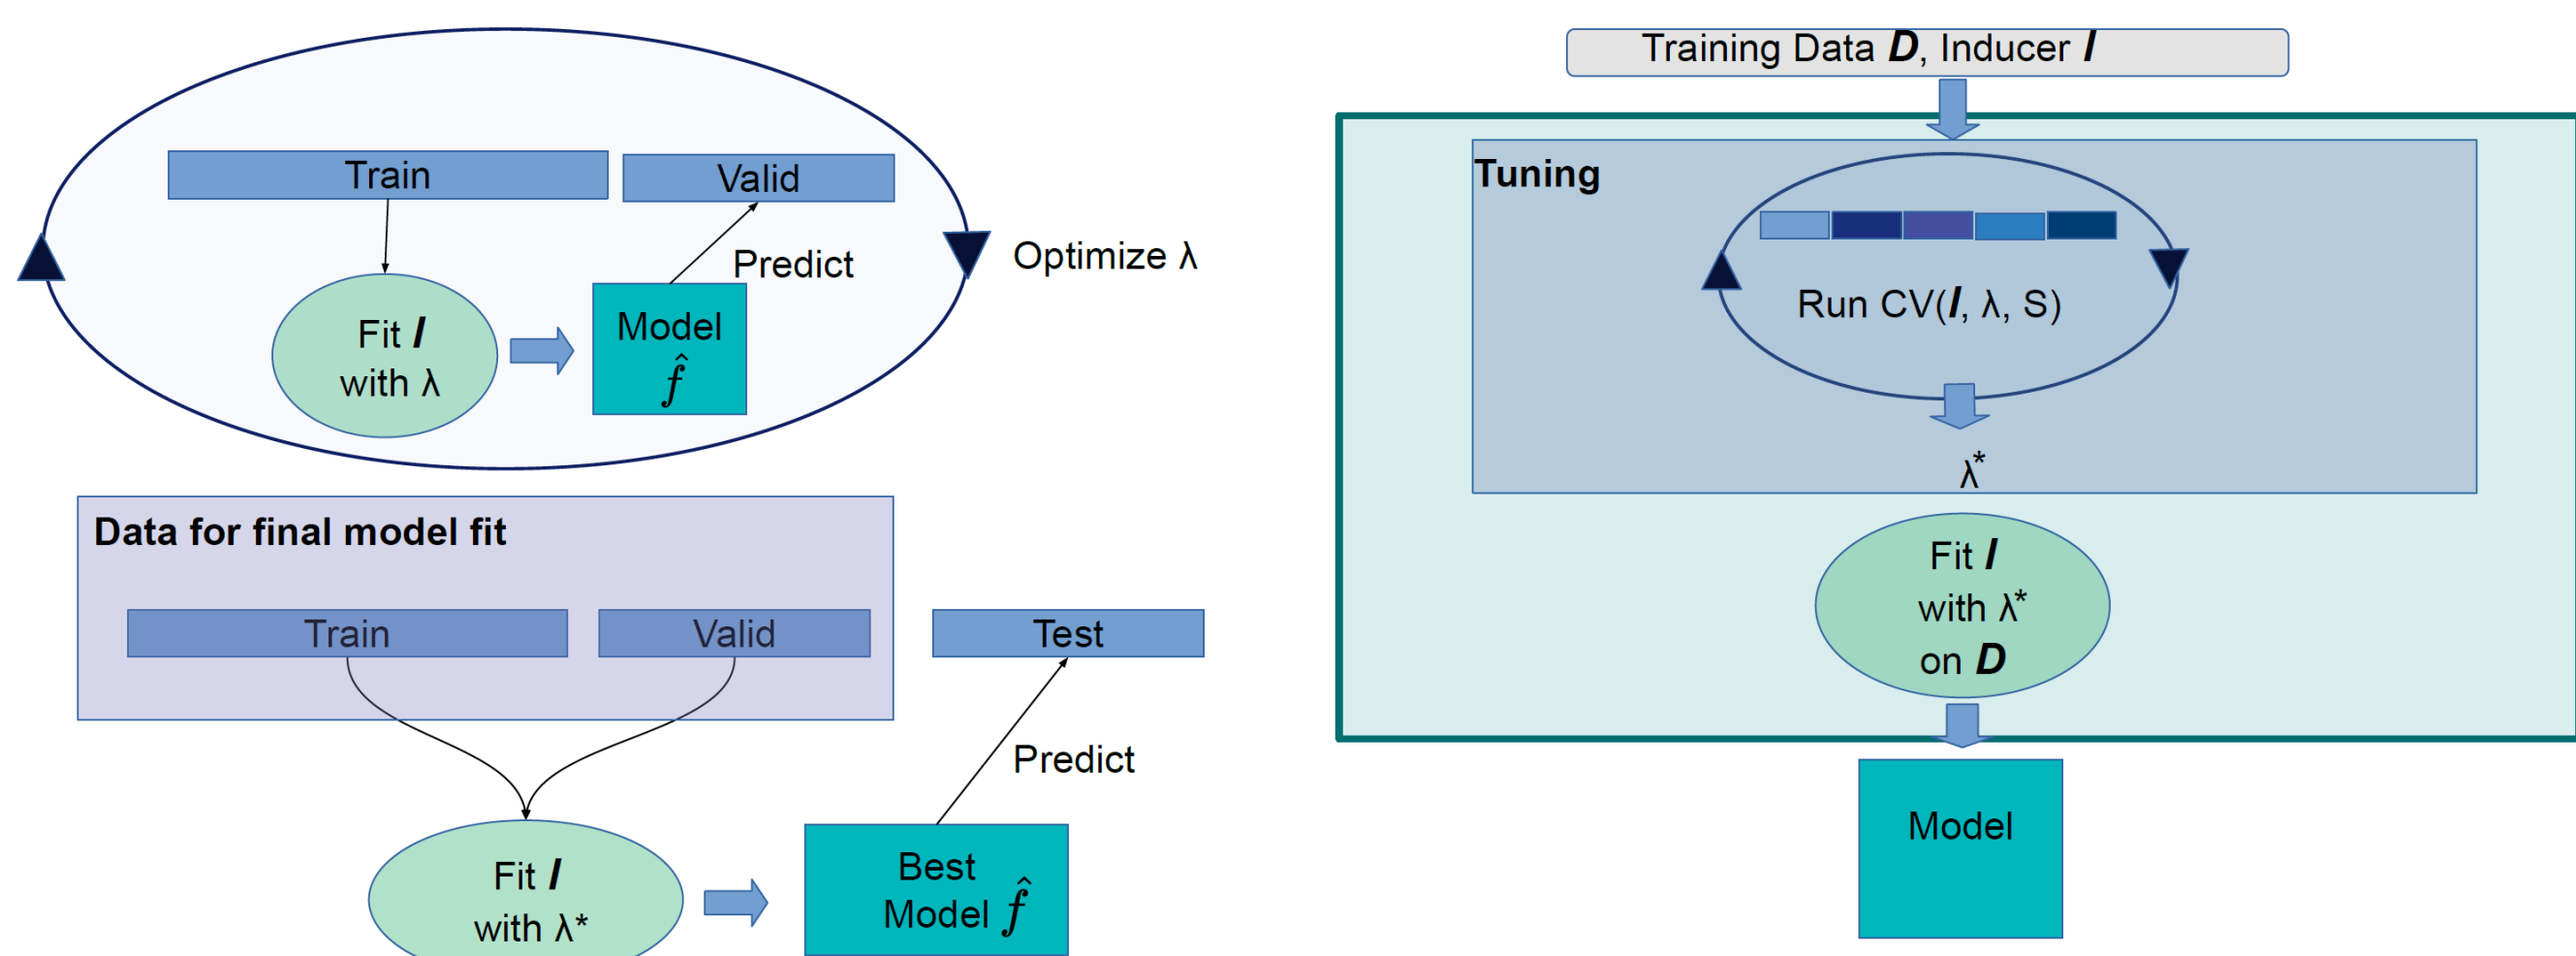 Train
Valid
Predict
Optimize λ
Fit I
with λ
Model
f̂
Data for final model fit
Train
Valid
Test
Predict
Fit I
with λ*
Best
Model f̂
Training Data D, Inducer I
Tuning
Run CV(I, λ, S)
λ*
Fit I
with λ*
on D
Model